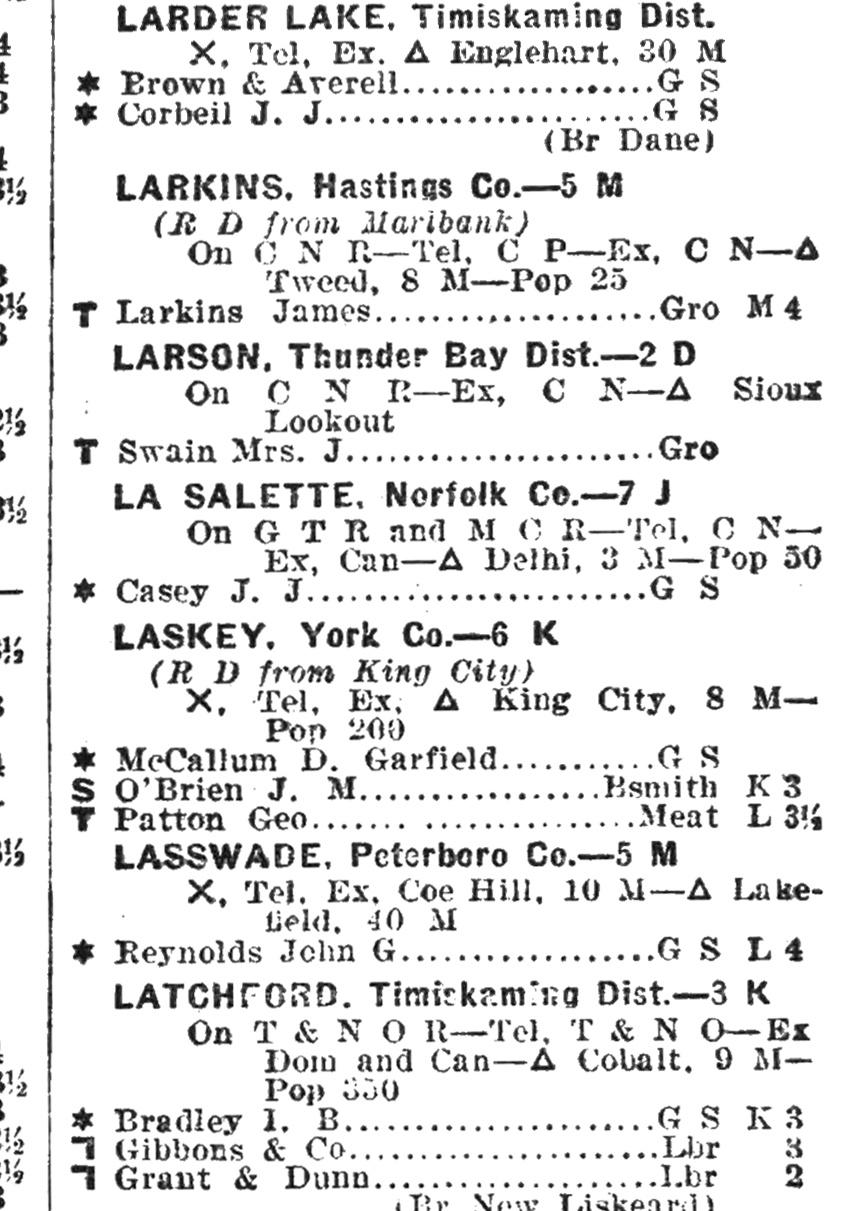 LARDER LAKE, Timiskaming Dist.
X, Tel, Ex. Δ Englehart, 30 M
* Brown & Averell..................G S
* Corbeil J. J.......................G S
(Br Dane)
LARKINS, Hastings Co.—5 M
(R D from Marlbank)
On C N R—Tel, C P—Ex, C N—Δ
Tweed, 8 M—Pop 25
T Larkins James....................Gro M 4
LARSON, Thunder Bay Dist.—2 D
On C N R—Ex, C N—Δ Sioux
Lookout
T Swain Mrs. J......................Gro
LA SALETTE, Norfolk Co.—7 J
On G T R and M C R—Tel, C N—
Ex, Can—Δ Delhi, 3 M—Pop 50
* Casey J. J........................G S
LASKEY, York Co.—6 K
(R D from King City)
X, Tel, Ex, Δ King City, 8 M—
Pop 200
* McCallum D. Garfield...........G S
S O'Brien J. M.................Bsmith K 3
T Patton Geo....... ...............Meat L 3½
LASSWADE, Peterboro Co.—5 M
X, Tel, Ex, Coe Hill, 10 M—Δ Lake-
field, 40 M
* Reynolds John G..................G S L 4
LATCHFORD, Timiskaming Dist.—3 K
On T & N O R—Tel, T & N O—Ex
Dom and Can—Δ Cobalt, 9 M—
Pop
* Bradley I. B......................G S K 3
Gibbons & Co......................Lbr 3
Grant & Dunn....................Lbr 2
(Br New Liskeard)